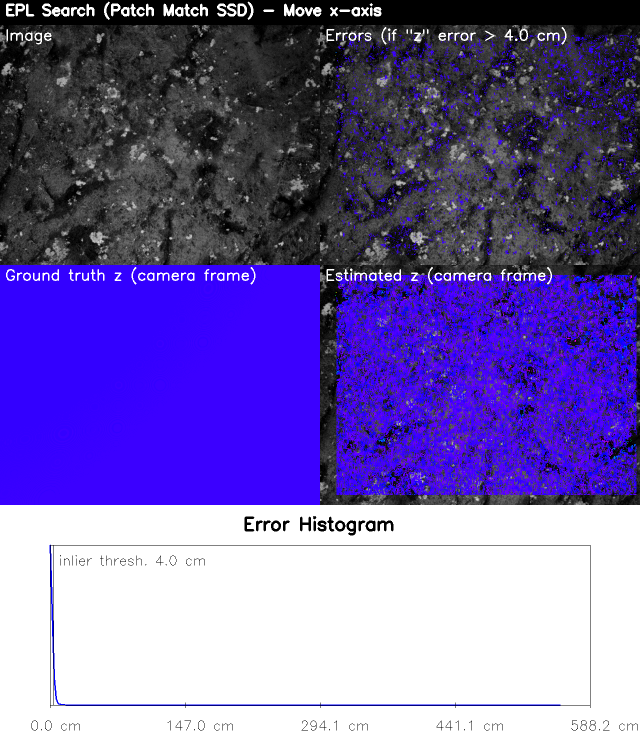 EPL Search (Patch Match SSD) - Move x-axis
Image
Errors (if "z" error > 4.0 cm)
Ground truth z (camera frame)
Estimated z (camera frame)
Error Histogram
inlier thresh. 4.0 cm
0.0 cm
147.0 cm
294.1 cm
441.1 cm
588.2 cm